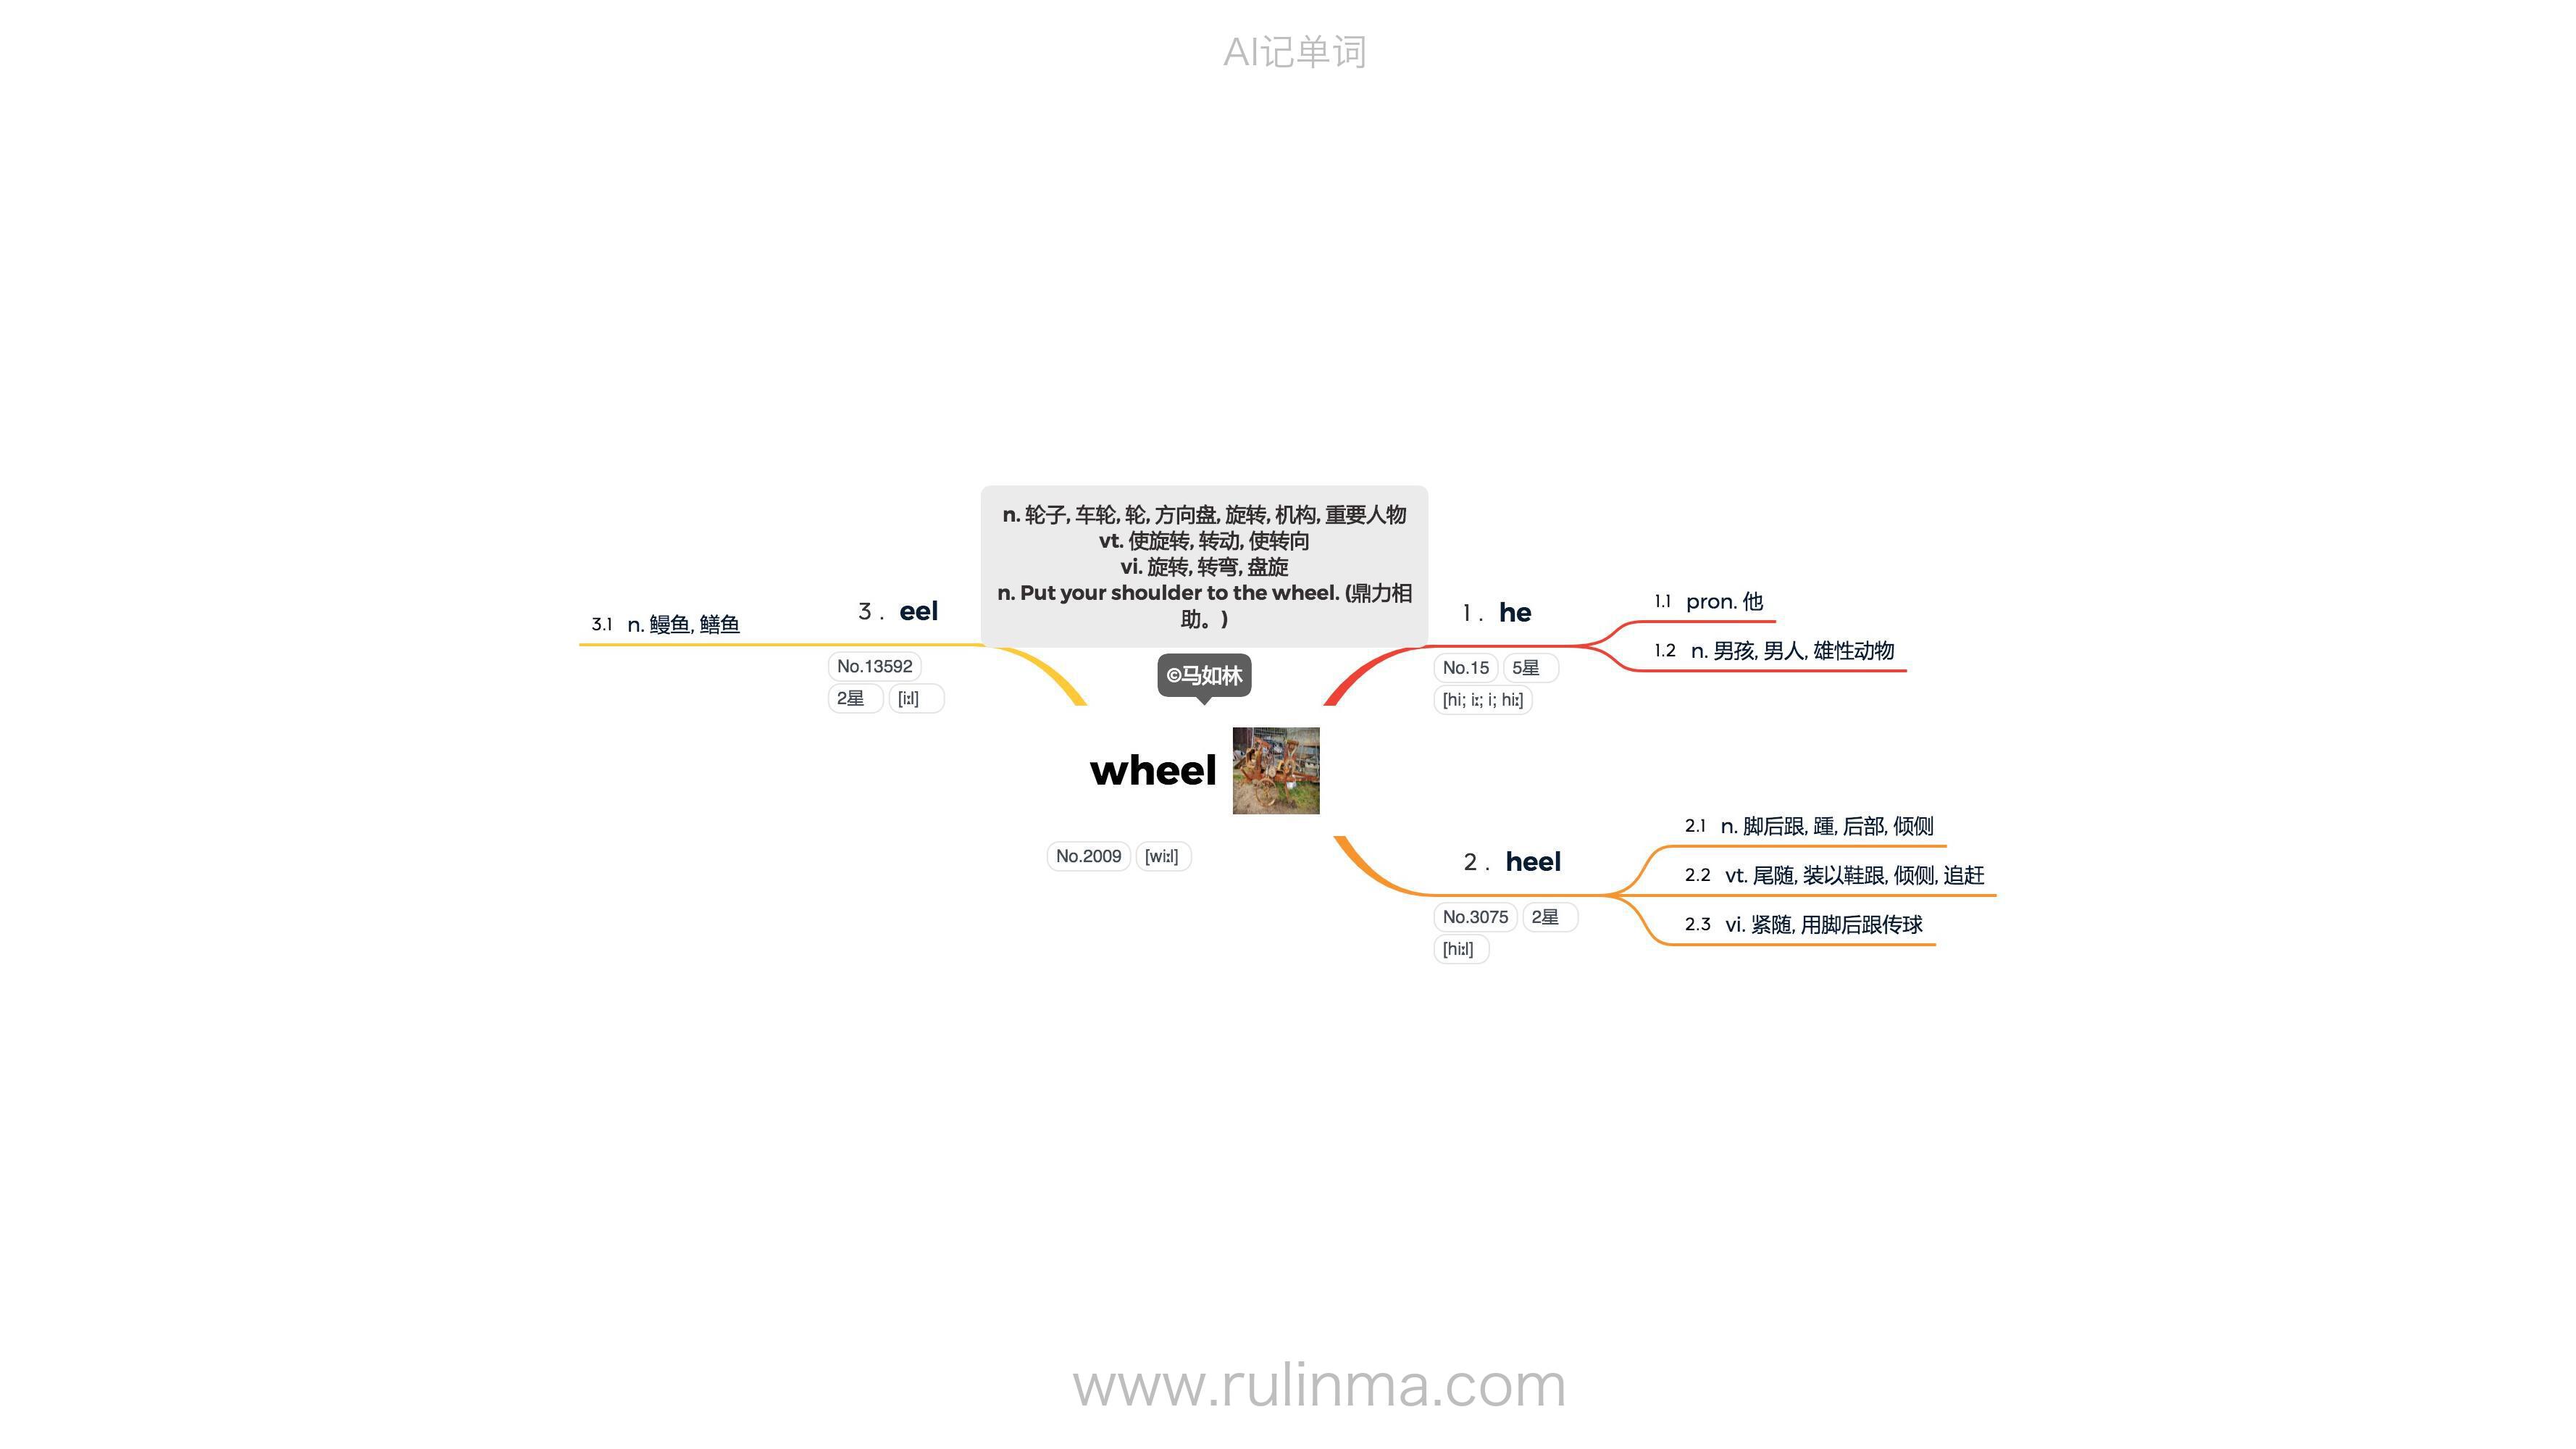 AI记单词
n. 轮子, 车轮, 轮, 方向盘, 旋转, 机构, 重要人物
vt. 使旋转, 转动, 使转向
vi. 旋转, 转弯, 盘旋
n. Put your shoulder to the wheel. (鼎力相
助。)
©马如林
wheel
No.2009 [wiːl]
1. he
No.15 5星
[hi; iː; i; hiː]
1.1 pron. 他
1.2 n. 男孩, 男人, 雄性动物
2. heel
No.3075 2星
[hiːl]
2.1 n. 脚后跟, 踵, 后部, 倾侧
2.2 vt. 尾随, 装以鞋跟, 倾侧, 追赶
2.3 vi. 紧随, 用脚后跟传球
3. eel
No.13592
2星 [iːl]
3.1 n. 鳗鱼, 鳝鱼
www.rulinma.com